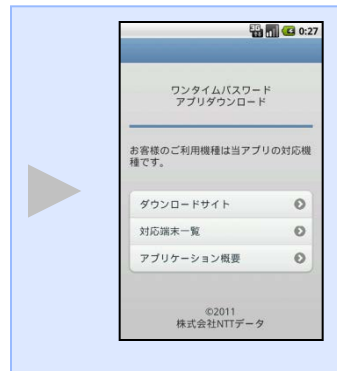 0:27
ワンタイムパスワード
アプリダウンロード
お客様のご利用機種は当アプリの対応機
種です。
ダウンロードサイト
対応端末一覧
アプリケーション概要
©2011
株式会社NTTデータ